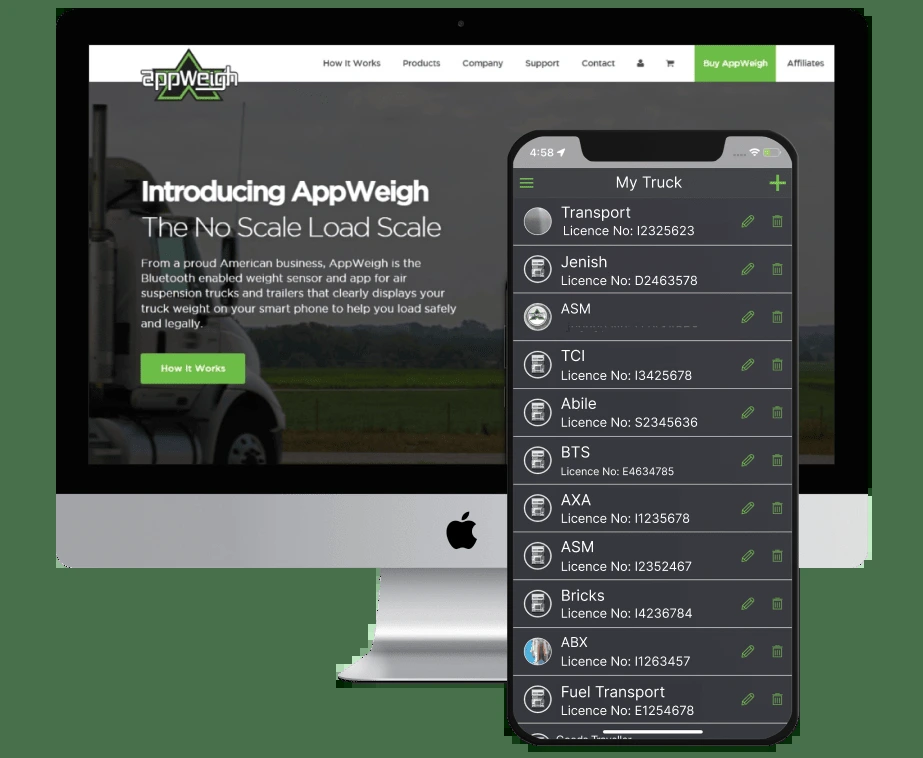 appWeigh
How It Works
Products
Company
Support
Contact
Buy AppWeigh
Affiliates
Introducing AppWeigh
The No Scale Load Scale
From a proud American business, AppWeigh is the
Bluetooth enabled weight sensor and app for air
suspension trucks and trailers that clearly displays your
truck weight on your smart phone to help you load safely
and legally.
How It Works
4:58
My Truck
Transport
Licence No: I2325623
Jenish
Licence No: D2463578
ASM
TCI
Licence No: I3425678
Abile
Licence No: S2345636
BTS
Licence No: E4634785
AXA
Licence No: I1235678
ASM
Licence No: I2352467
Bricks
Licence No: I4236784
ABX
Licence No: I1263457
Fuel Transport
Licence No: E1254678